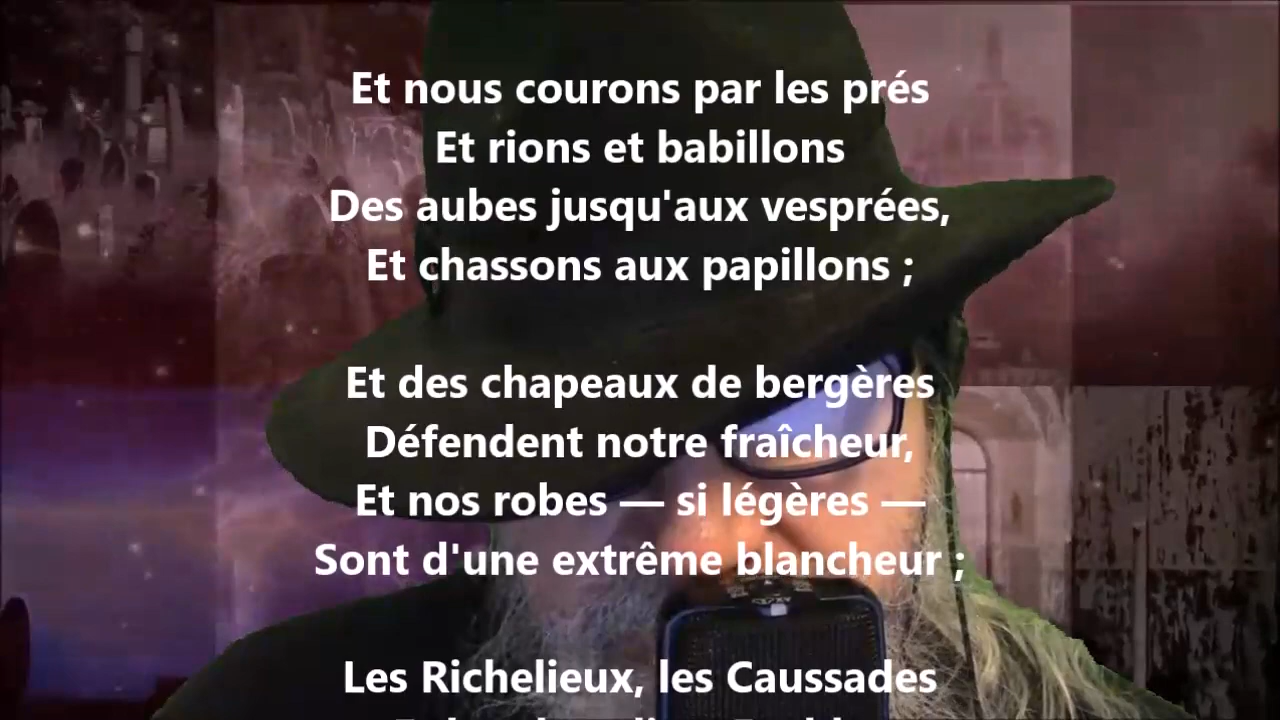 Et nous courons par les prés
Et rions et babillons
Des aubes jusqu'aux vesprées,
Et chassons aux papillons ;
Et des chapeaux de bergères
Défendent notre fraîcheur,
Et nos robes — si légères —
Sont d'une extrême blancheur ;
Les Richelieux, les Caussades